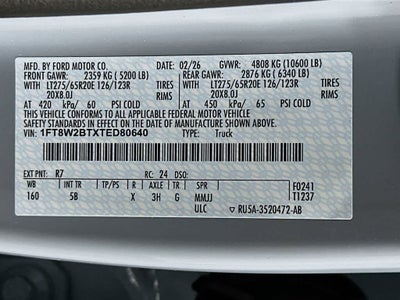 MFD. BY FORD MOTOR CO. 02/26 GVWR: 4808 KG (10600 LB)
FRONT GAWR: 2359 KG ( 5200 LB) REAR GAWR: 2876 KG ( 6340 LB)
WITH LT275/65R20E 126/123R WITH LT275/65R20E 126/123R
20X8.0J 20X8.0J
AT 420 kPa/ 60 PSI COLD AT 450 kPa/ 65 PSI COLD
THIS VEHICLE CONFORMS TO ALL APPLICABLE FEDERAL MOTOR VEHICLE
SAFETY STANDARDS IN EFFECT ON THE DATE OF MANUFACTURE SHOWN ABOVE.
VIN: 1FT8W2BTXTED80640 TYPE: Truck
EXT PNT: R7 RC: 24 DSO:
WB INT TR TP/PS R AXLE TR SPR F0241
160 5B X 3H G MMJJ T1237
ULC RU5A-3520472-AB